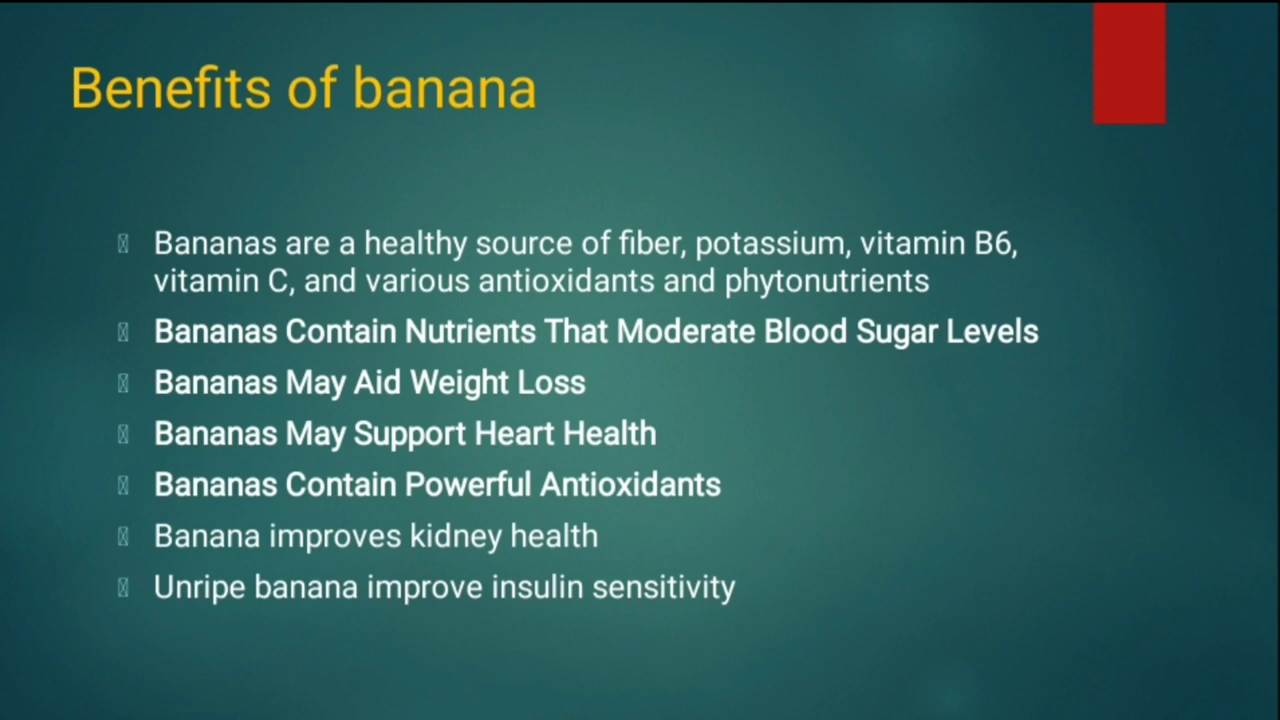 Benefits of banana
Bananas are a healthy source of fiber, potassium, vitamin B6,
vitamin C, and various antioxidants and phytonutrients
Bananas Contain Nutrients That Moderate Blood Sugar Levels
Bananas May Aid Weight Loss
Bananas May Support Heart Health
Bananas Contain Powerful Antioxidants
Banana improves kidney health
Unripe banana improve insulin sensitivity